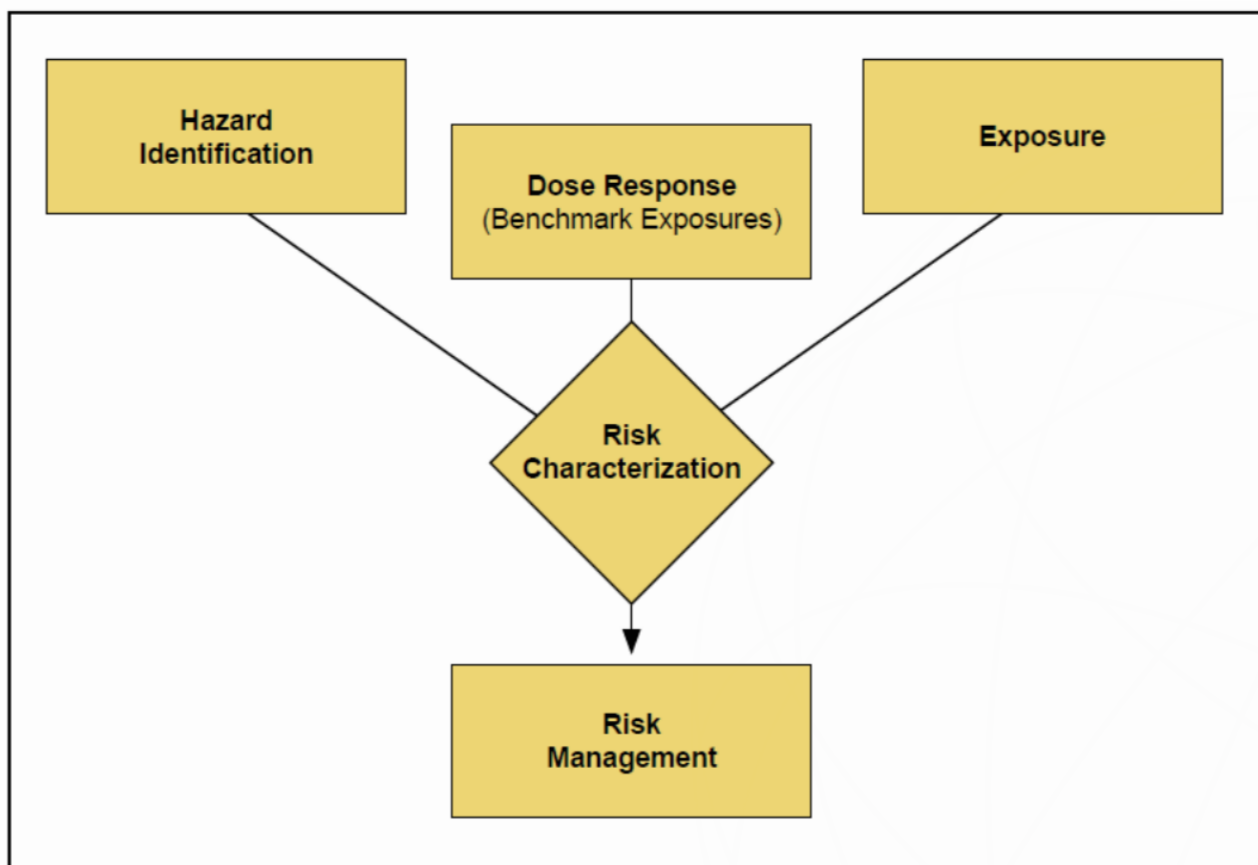 Hazard
Identification
Dose Response
(Benchmark Exposures)
Exposure
Risk
Characterization
Risk
Management